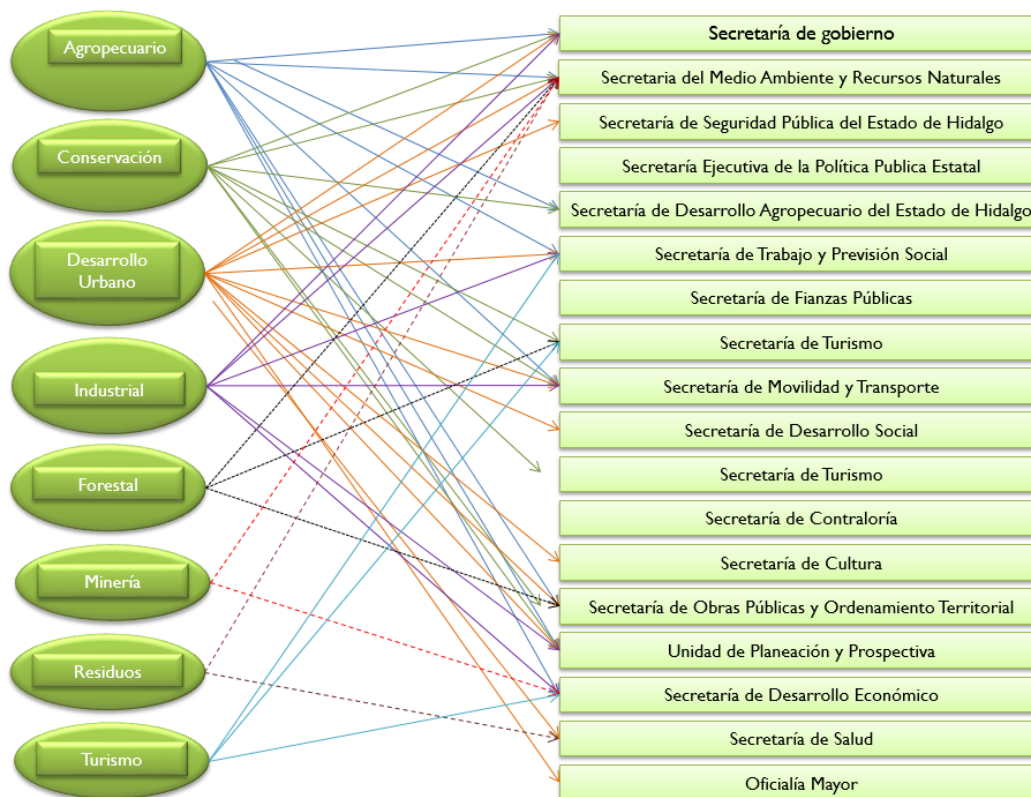 Agropecuario
Conservación
Desarrollo
Urbano
Industrial
Forestal
Minería
Residuos
Turismo
Secretaría de gobierno
Secretaria del Medio Ambiente y Recursos Naturales
Secretaría de Seguridad Pública del Estado de Hidalgo
Secretaría Ejecutiva de la Política Publica Estatal
Secretaría de Desarrollo Agropecuario del Estado de Hidalgo
Secretaría de Trabajo y Previsión Social
Secretaría de Fianzas Públicas
Secretaría de Turismo
Secretaría de Movilidad y Transporte
Secretaría de Desarrollo Social
Secretaría de Turismo
Secretaría de Contraloría
Secretaría de Cultura
Secretaría de Obras Públicas y Ordenamiento Territorial
Unidad de Planeación y Prospectiva
Secretaría de Desarrollo Económico
Secretaría de Salud
Oficialía Mayor